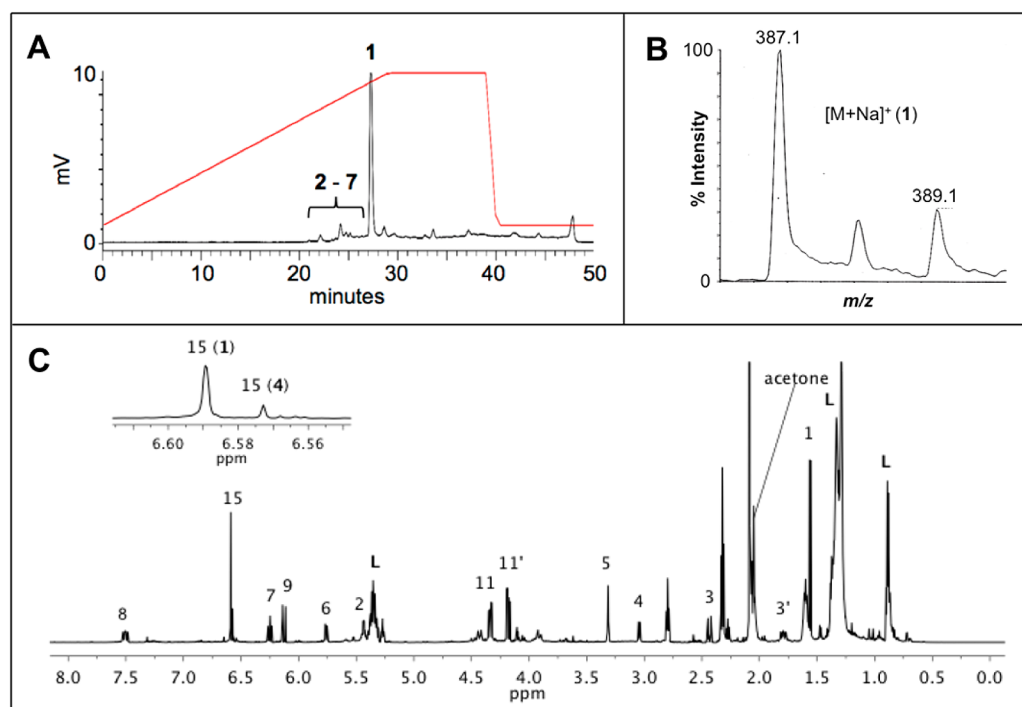 A
1
10
mV
2 - 7
0
0 10 20 30 40 50
minutes
B
387.1
100
[M+Na]⁺ (1)
% Intensity
389.1
0
m/z
C
15 (1)
15 (4)
6.60 6.58 6.56
ppm
acetone
L
1
L
15
L
11'
5
11
7
9
3
8
2
4
6
3'
8.0 7.5 7.0 6.5 6.0 5.5 5.0 4.5 4.0 3.5 3.0 2.5 2.0 1.5 1.0 0.5 0.0
ppm